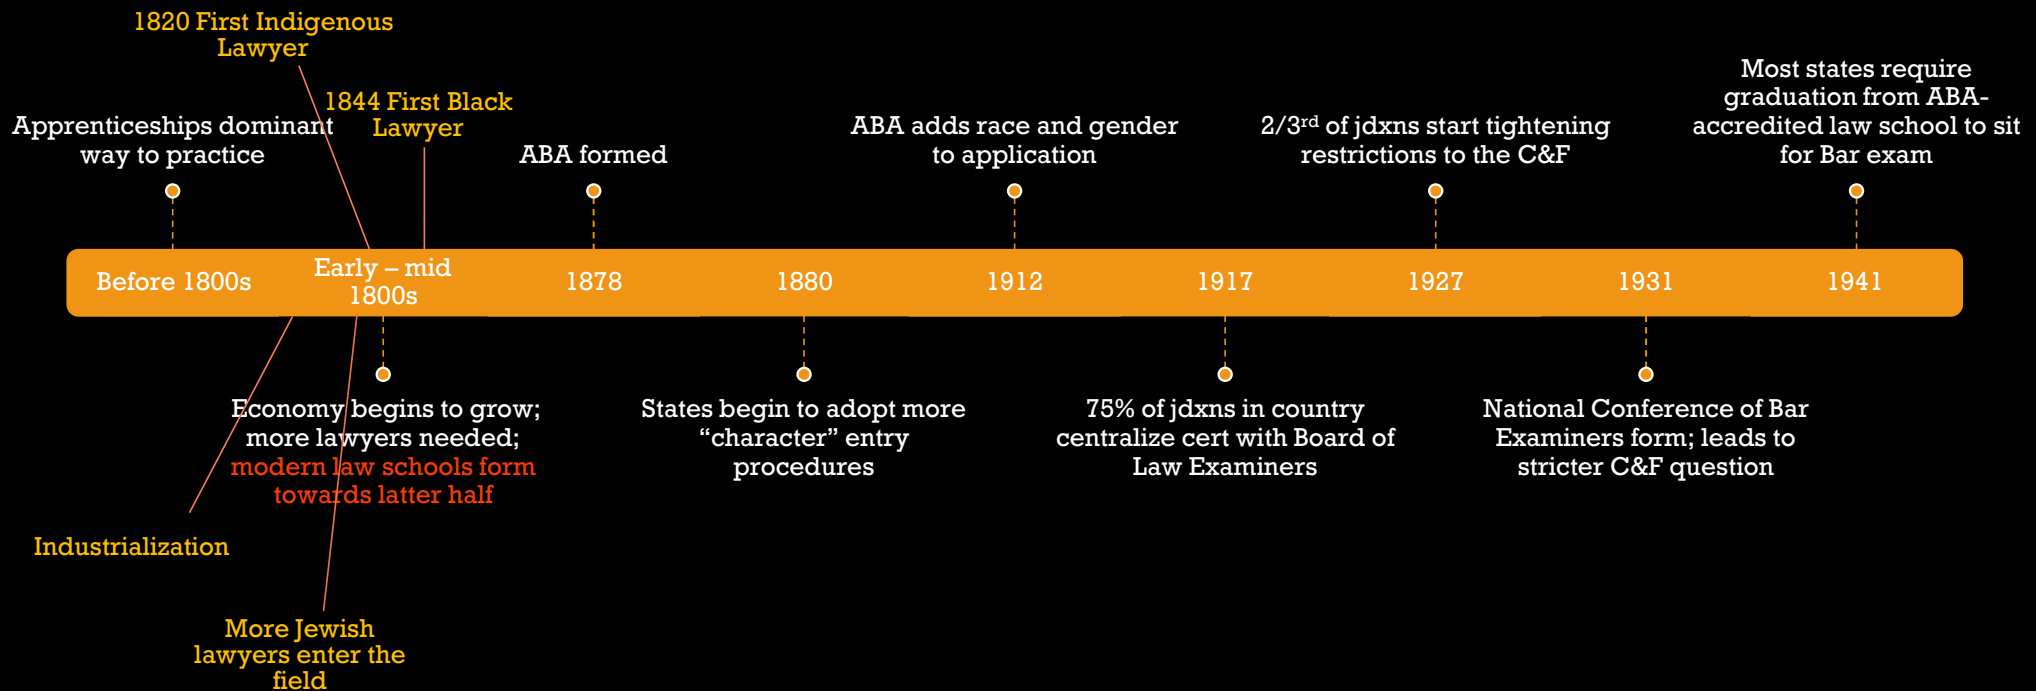 1820 First Indigenous
Lawyer
1844 First Black
Lawyer
Apprenticeships dominant
way to practice
ABA formed
ABA adds race and gender
to application
2/3rd of jdxns start tightening
restrictions to the C&F
Most states require
graduation from ABA-
accredited law school to sit
for Bar exam
Before 1800s
Early – mid
1800s
1878
1880
1912
1917
1927
1931
1941
Economy begins to grow;
more lawyers needed;
modern law schools form
towards latter half
States begin to adopt more
“character” entry
procedures
75% of jdxns in country
centralize cert with Board of
Law Examiners
National Conference of Bar
Examiners form; leads to
stricter C&F question
Industrialization
More Jewish
lawyers enter the
field